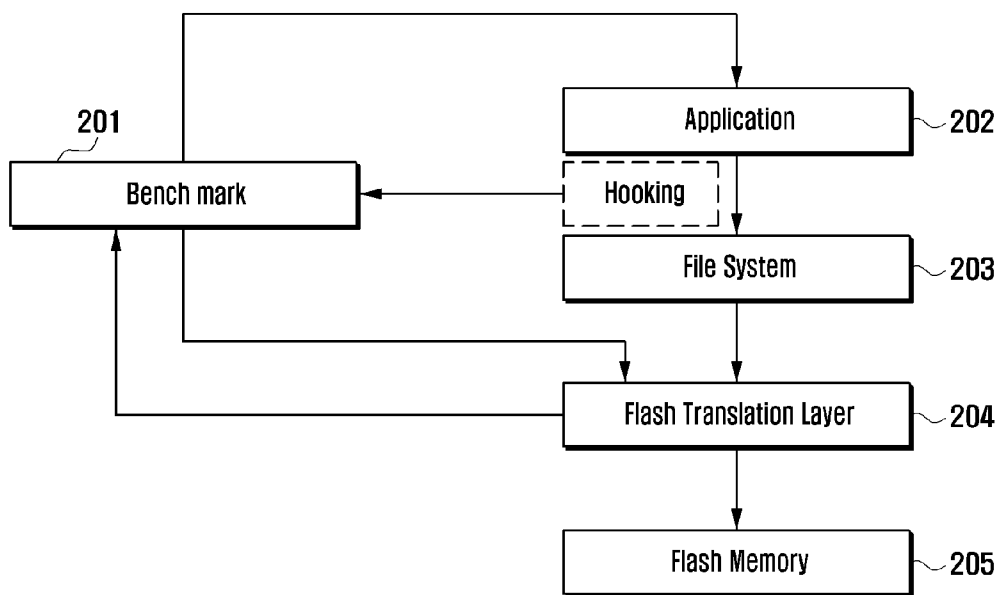 Application
202
201
Bench mark
Hooking
File System
203
Flash Translation Layer
204
Flash Memory
205